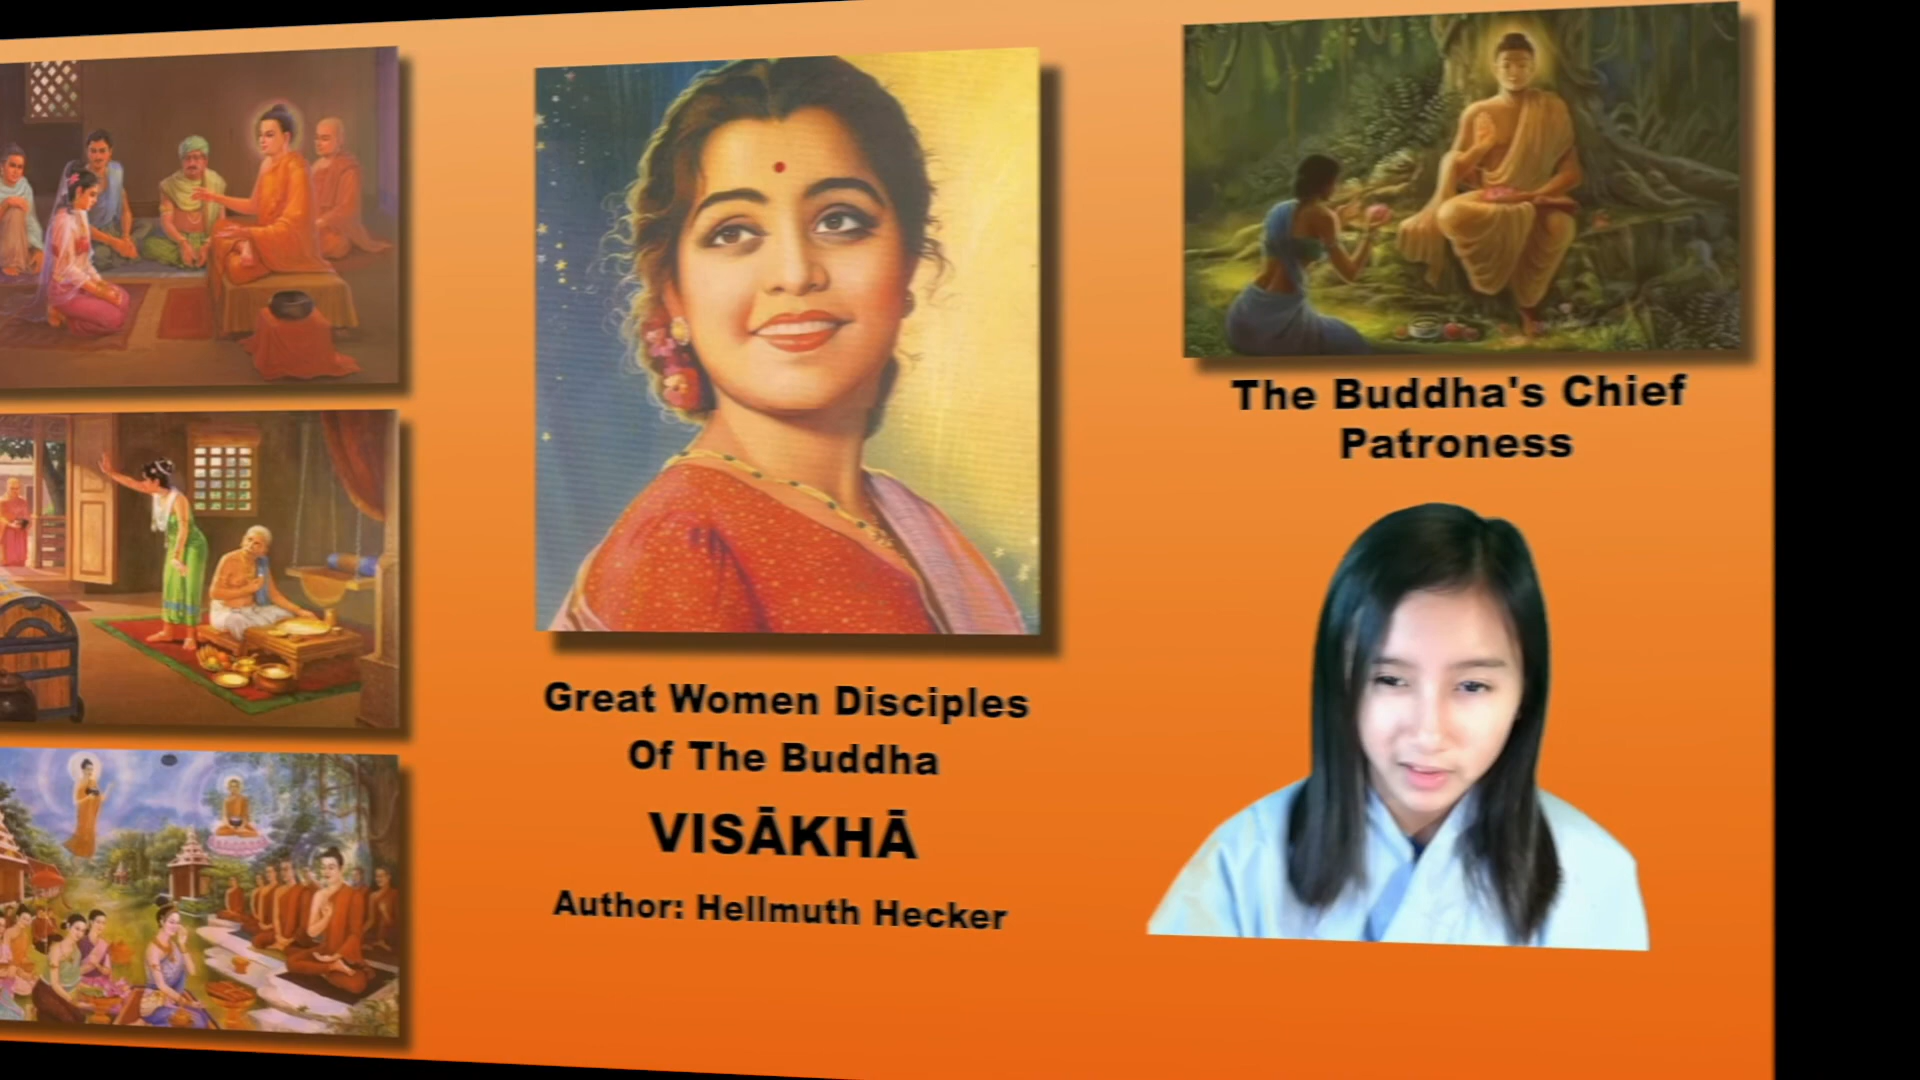 The Buddha's Chief
Patroness
Great Women Disciples
Of The Buddha
VISĀKHĀ
Author: Hellmuth Hecker